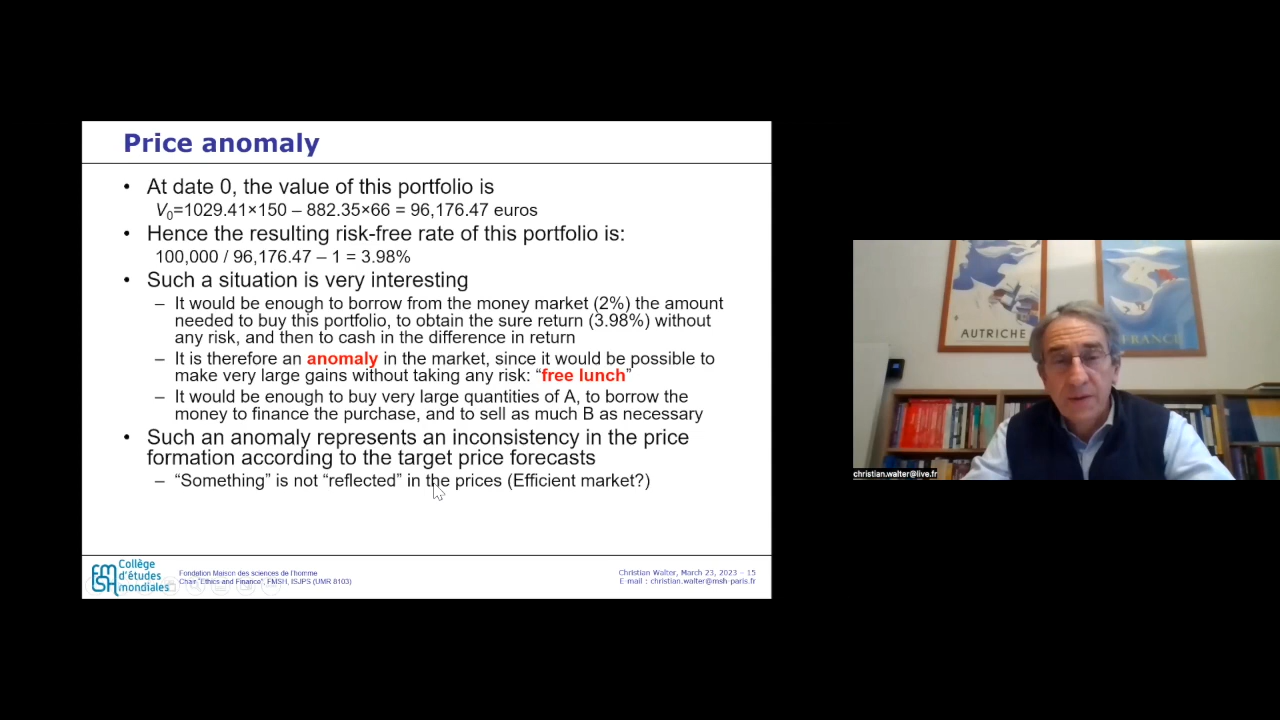 Price anomaly
• At date 0, the value of this portfolio is
V0=1029.41×150 – 882.35×66 = 96,176.47 euros
• Hence the resulting risk-free rate of this portfolio is:
100,000 / 96,176.47 – 1 = 3.98%
• Such a situation is very interesting
– It would be enough to borrow from the money market (2%) the amount
needed to buy this portfolio, to obtain the sure return (3.98%) without
any risk, and then to cash in the difference in return
– It is therefore an anomaly in the market, since it would be possible to
make very large gains without taking any risk: “free lunch”
– It would be enough to buy very large quantities of A, to borrow the
money to finance the purchase, and to sell as much B as necessary
• Such an anomaly represents an inconsistency in the price
formation according to the target price forecasts
– “Something” is not “reflected” in the prices (Efficient market?)
FMSH
Collège
d'études
mondiales
Fondation Maison des sciences de l'homme
Chair "Ethics and Finance", FMSH, ISJPS (UMR 8103)
Christian Walter, March 23, 2023 – 15
E-mail : christian.walter@msh-paris.fr
AUTRICHE
FRANCE
christian.walter@live.fr